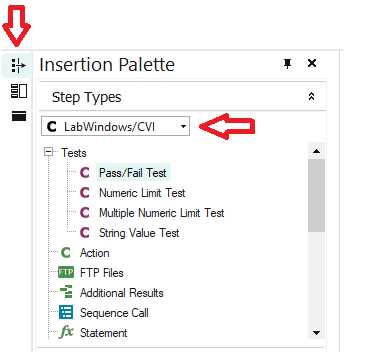 Insertion Palette
Step Types
C LabWindows/CVI
Tests
C Pass/Fail Test
C Numeric Limit Test
C Multiple Numeric Limit Test
C String Value Test
C Action
FTP FTP Files
Additional Results
Sequence Call
fx Statement